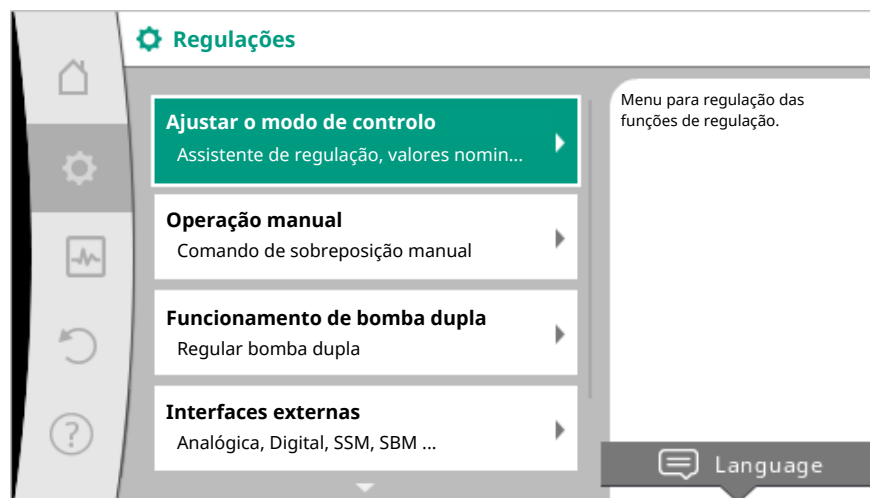 Regulações
Ajustar o modo de controlo
Assistente de regulação, valores nomin...
Operação manual
Comando de sobreposição manual
Funcionamento de bomba dupla
Regular bomba dupla
Interfaces externas
Analógica, Digital, SSM, SBM ...
Menu para regulação das
funções de regulação.
Language